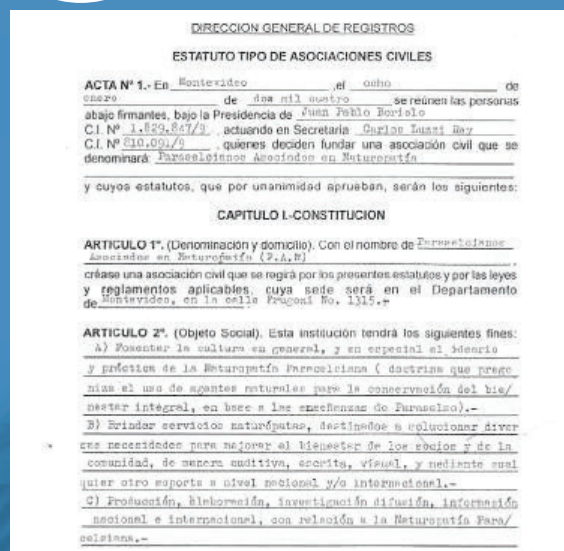 DIRECCION GENERAL DE REGISTROS
ESTATUTO TIPO DE ASOCIACIONES CIVILES
ACTA Nº 1.- En Montevideo ,el ocho de
enero de dos mil cuatro se reúnen las personas
abajo firmantes, bajo la Presidencia de Juan Pablo
C.I. Nº 1.829.847/9 actuando en Secretaría Carlos
C.I. Nº 810.091/9 , quienes deciden fundar una asociación civil que se
denominará: Paracelcianos Asociados en Naturopatía
y cuyos estatutos, que por unanimidad aprueban, serán los siguientes:
CAPITULO I.-CONSTITUCION
ARTICULO 1º. (Denominación y domicilio). Con el nombre de Paracelcianos
Asociados en Naturopatía (P.A.N)
créase una asociación civil que se regirá por los presentes estatutos y por las leyes
y reglamentos aplicables, cuya sede será en el Departamento
de Montevideo, en la calle Frugoni No. 1315.-
ARTICULO 2º. (Objeto Social). Esta institución tendrá los siguientes fines:
A) Fomentar la cultura en general, y en especial el ideario
y práctica de la Naturopatía Paracelciana ( doctrina que prego
niza el uso de agentes naturales para la conservación del bie/
nestar integral, en base a las enseñanzas de Paracelso).-
B) Brindar servicios naturópatas, destinados a solucionar diver
sas necesidades para mejorar el bienestar de los socios y de la
comunidad, de manera auditiva, escrita, visual, y mediante cual
quier otro soporte a nivel nacional y/o internacional.-
C) Producción, Elaboración, investigación difusión, información
nacional e internacional, con relación a la Naturopatía Para/
celsiana.-